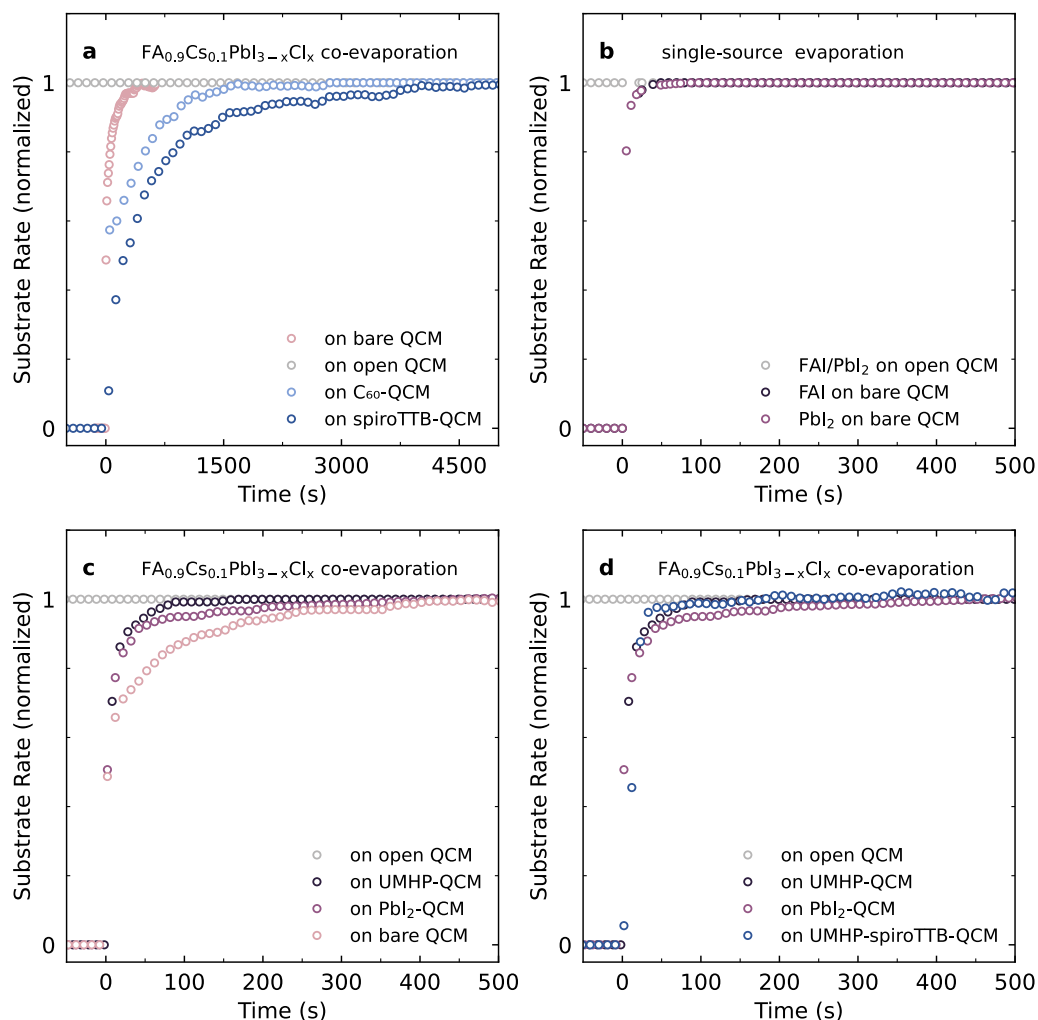 a FA₀.₉Cs₀.₁PbI₃₋ₓClₓ co-evaporation
Substrate Rate (normalized)
1
0
on bare QCM
on open QCM
on C₆₀-QCM
on spiroTTB-QCM
0 1500 3000 4500
Time (s)
b single-source evaporation
Substrate Rate (normalized)
1
0
FAI/PbI₂ on open QCM
FAI on bare QCM
PbI₂ on bare QCM
0 100 200 300 400 500
Time (s)
c FA₀.₉Cs₀.₁PbI₃₋ₓClₓ co-evaporation
Substrate Rate (normalized)
1
0
on open QCM
on UMHP-QCM
on PbI₂-QCM
on bare QCM
0 100 200 300 400 500
Time (s)
d FA₀.₉Cs₀.₁PbI₃₋ₓClₓ co-evaporation
Substrate Rate (normalized)
1
0
on open QCM
on UMHP-QCM
on PbI₂-QCM
on UMHP-spiroTTB-QCM
0 100 200 300 400 500
Time (s)